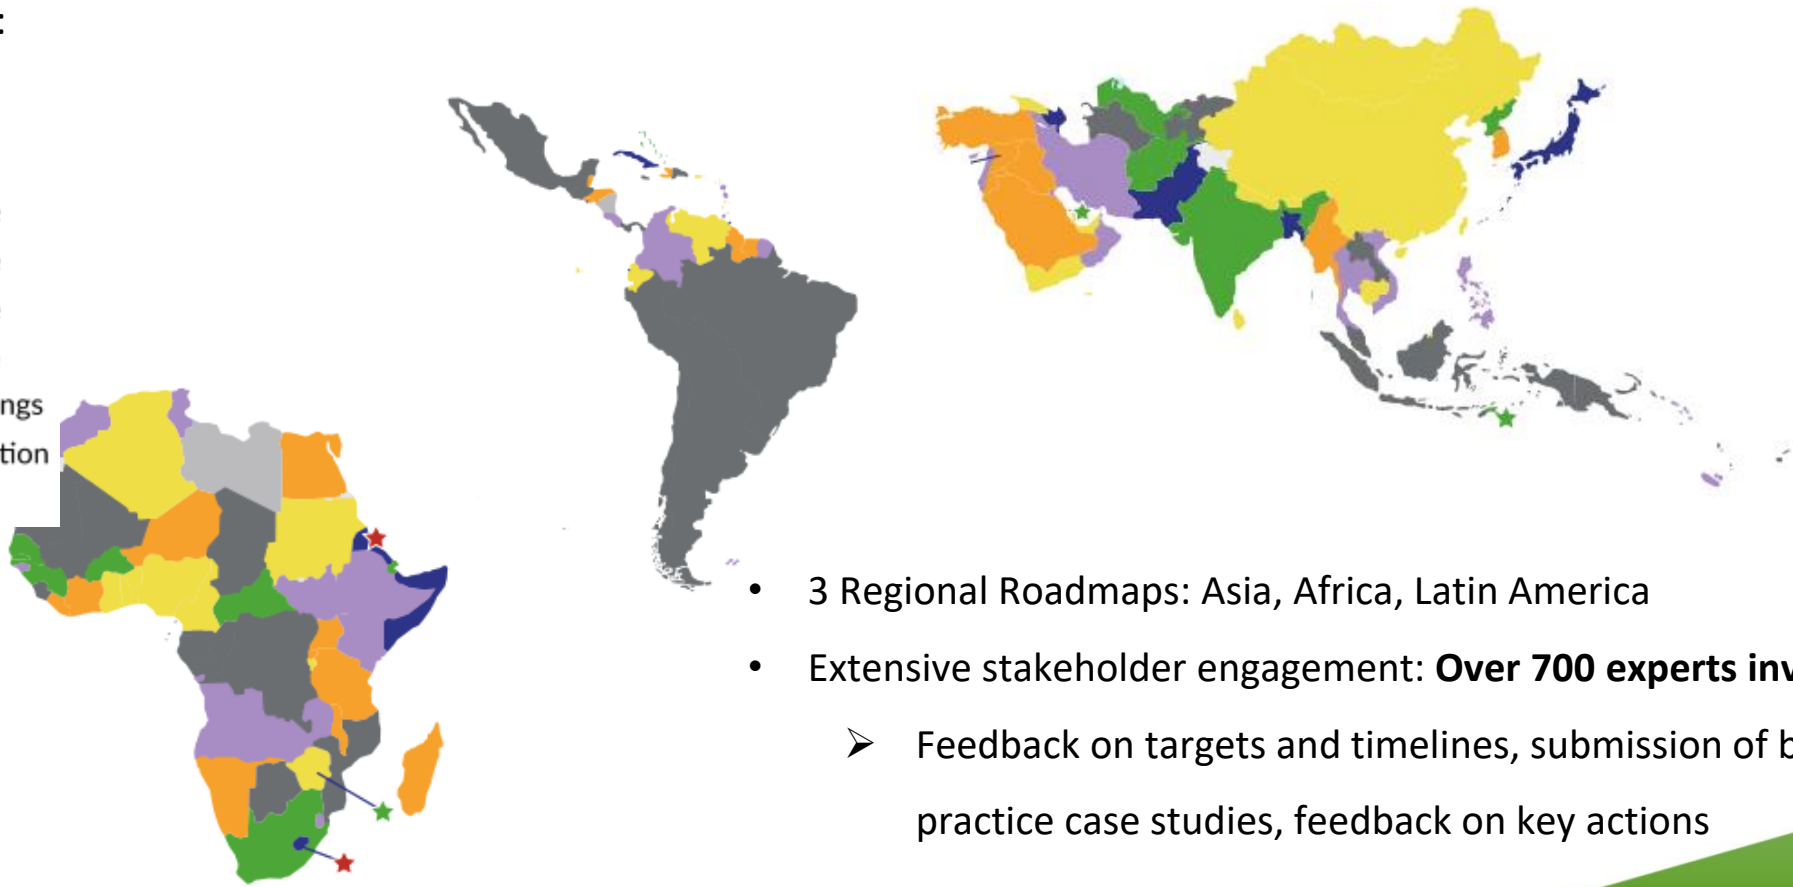 :
ngs
tion
• 3 Regional Roadmaps: Asia, Africa, Latin America
• Extensive stakeholder engagement: Over 700 experts inv
➢ Feedback on targets and timelines, submission of b
practice case studies, feedback on key actions